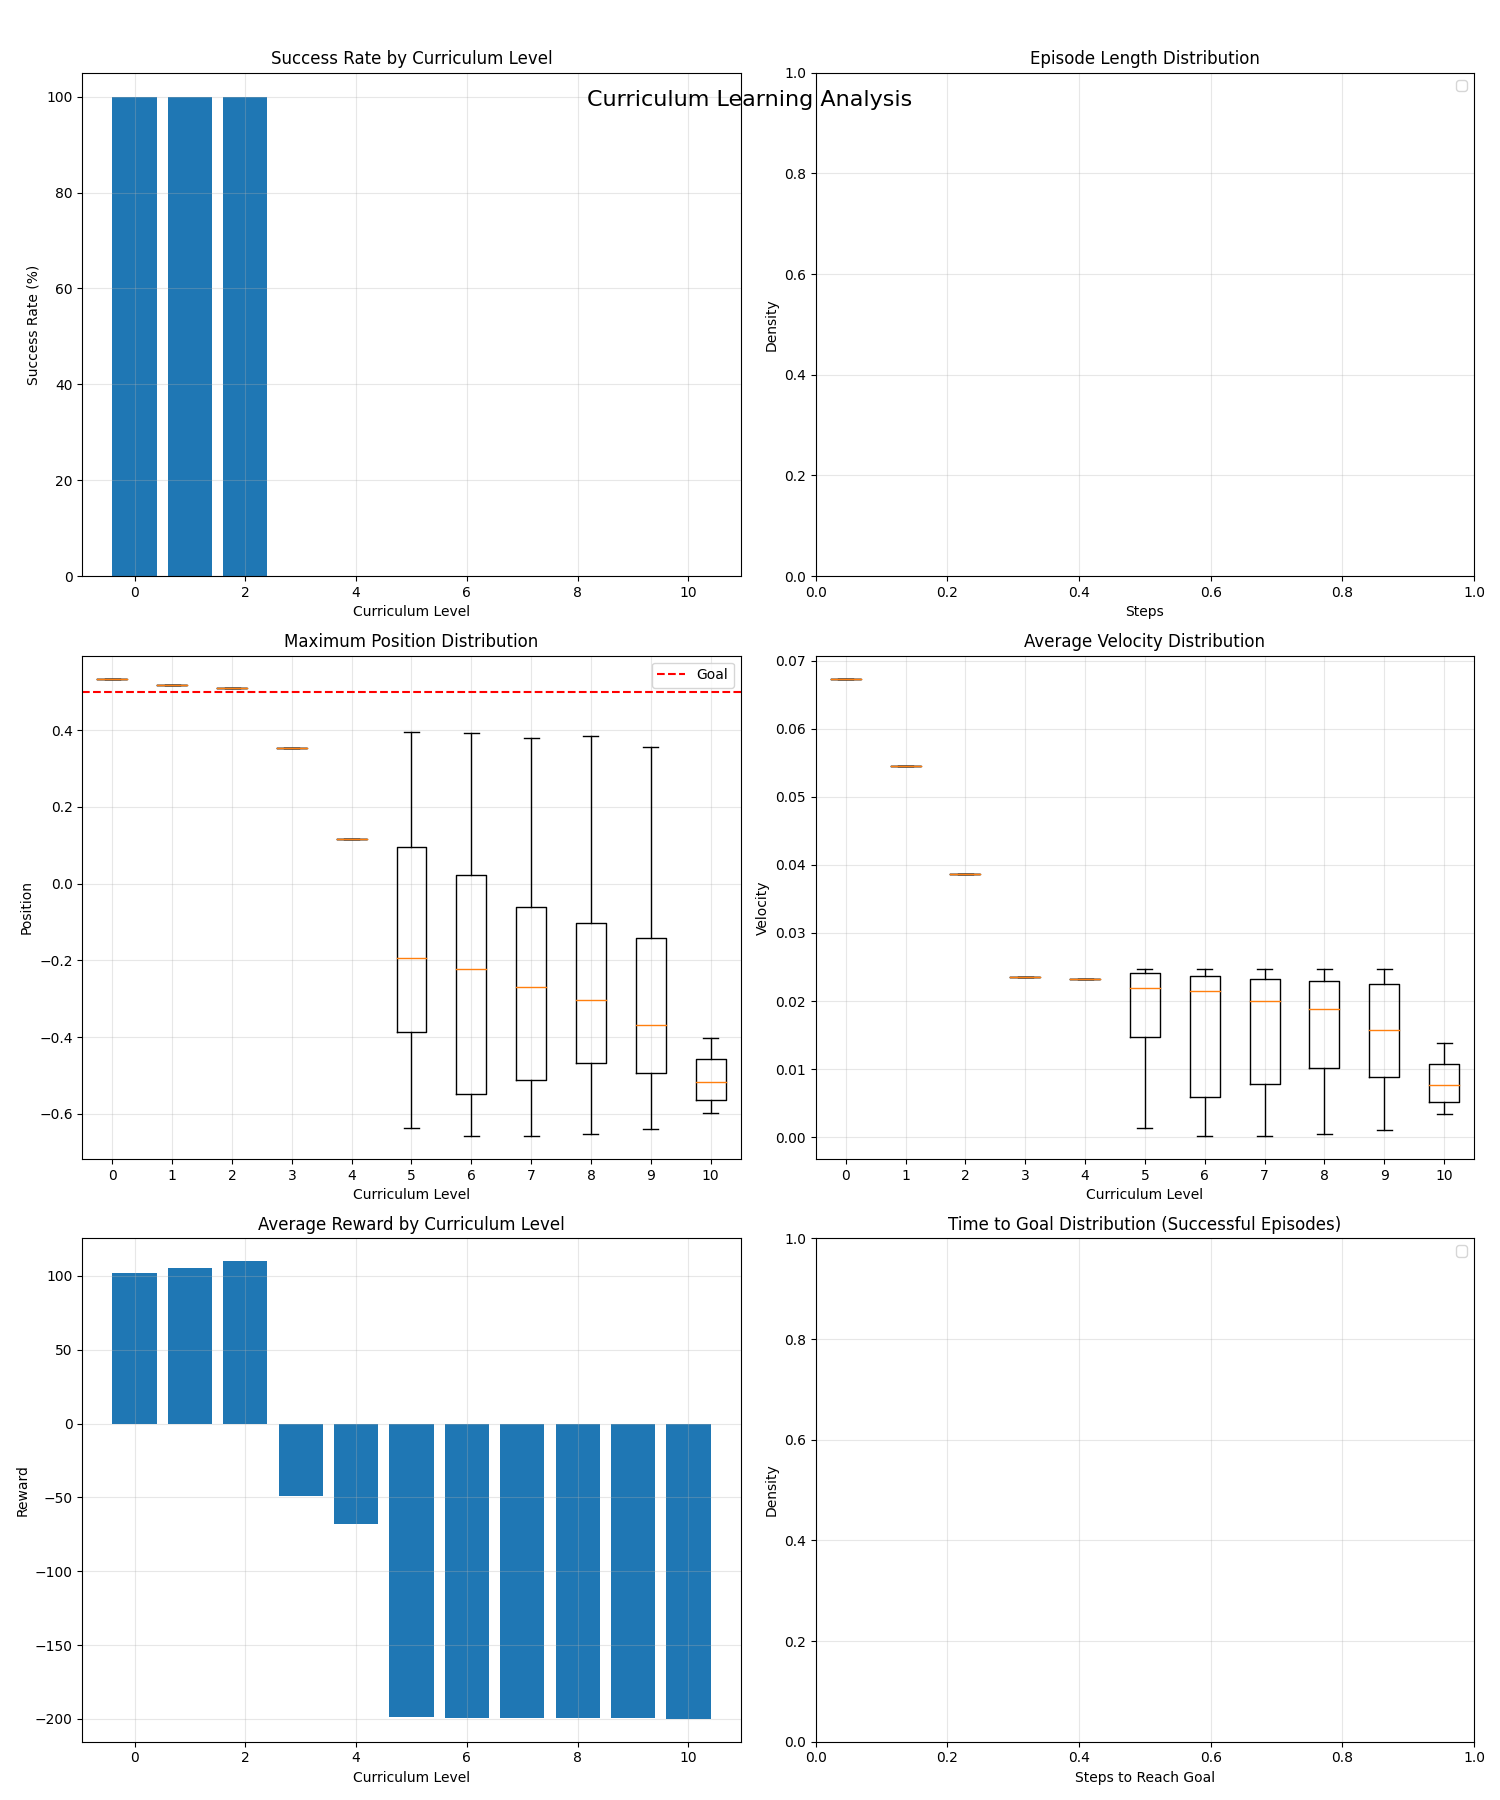 Curriculum Learning Analysis
Success Rate by Curriculum Level
Success Rate (%)
100
80
60
40
20
0
0 2 4 6 8 10
Curriculum Level
Episode Length Distribution
Density
1.0
0.8
0.6
0.4
0.2
0.0
0.0 0.2 0.4 0.6 0.8 1.0
Steps
Maximum Position Distribution
Goal
Position
0.4
0.2
0.0
−0.2
−0.4
−0.6
0 1 2 3 4 5 6 7 8 9 10
Curriculum Level
Average Velocity Distribution
Velocity
0.07
0.06
0.05
0.04
0.03
0.02
0.01
0.00
0 1 2 3 4 5 6 7 8 9 10
Curriculum Level
Average Reward by Curriculum Level
Reward
100
50
0
−50
−100
−150
−200
0 2 4 6 8 10
Curriculum Level
Time to Goal Distribution (Successful Episodes)
Density
1.0
0.8
0.6
0.4
0.2
0.0
0.0 0.2 0.4 0.6 0.8 1.0
Steps to Reach Goal